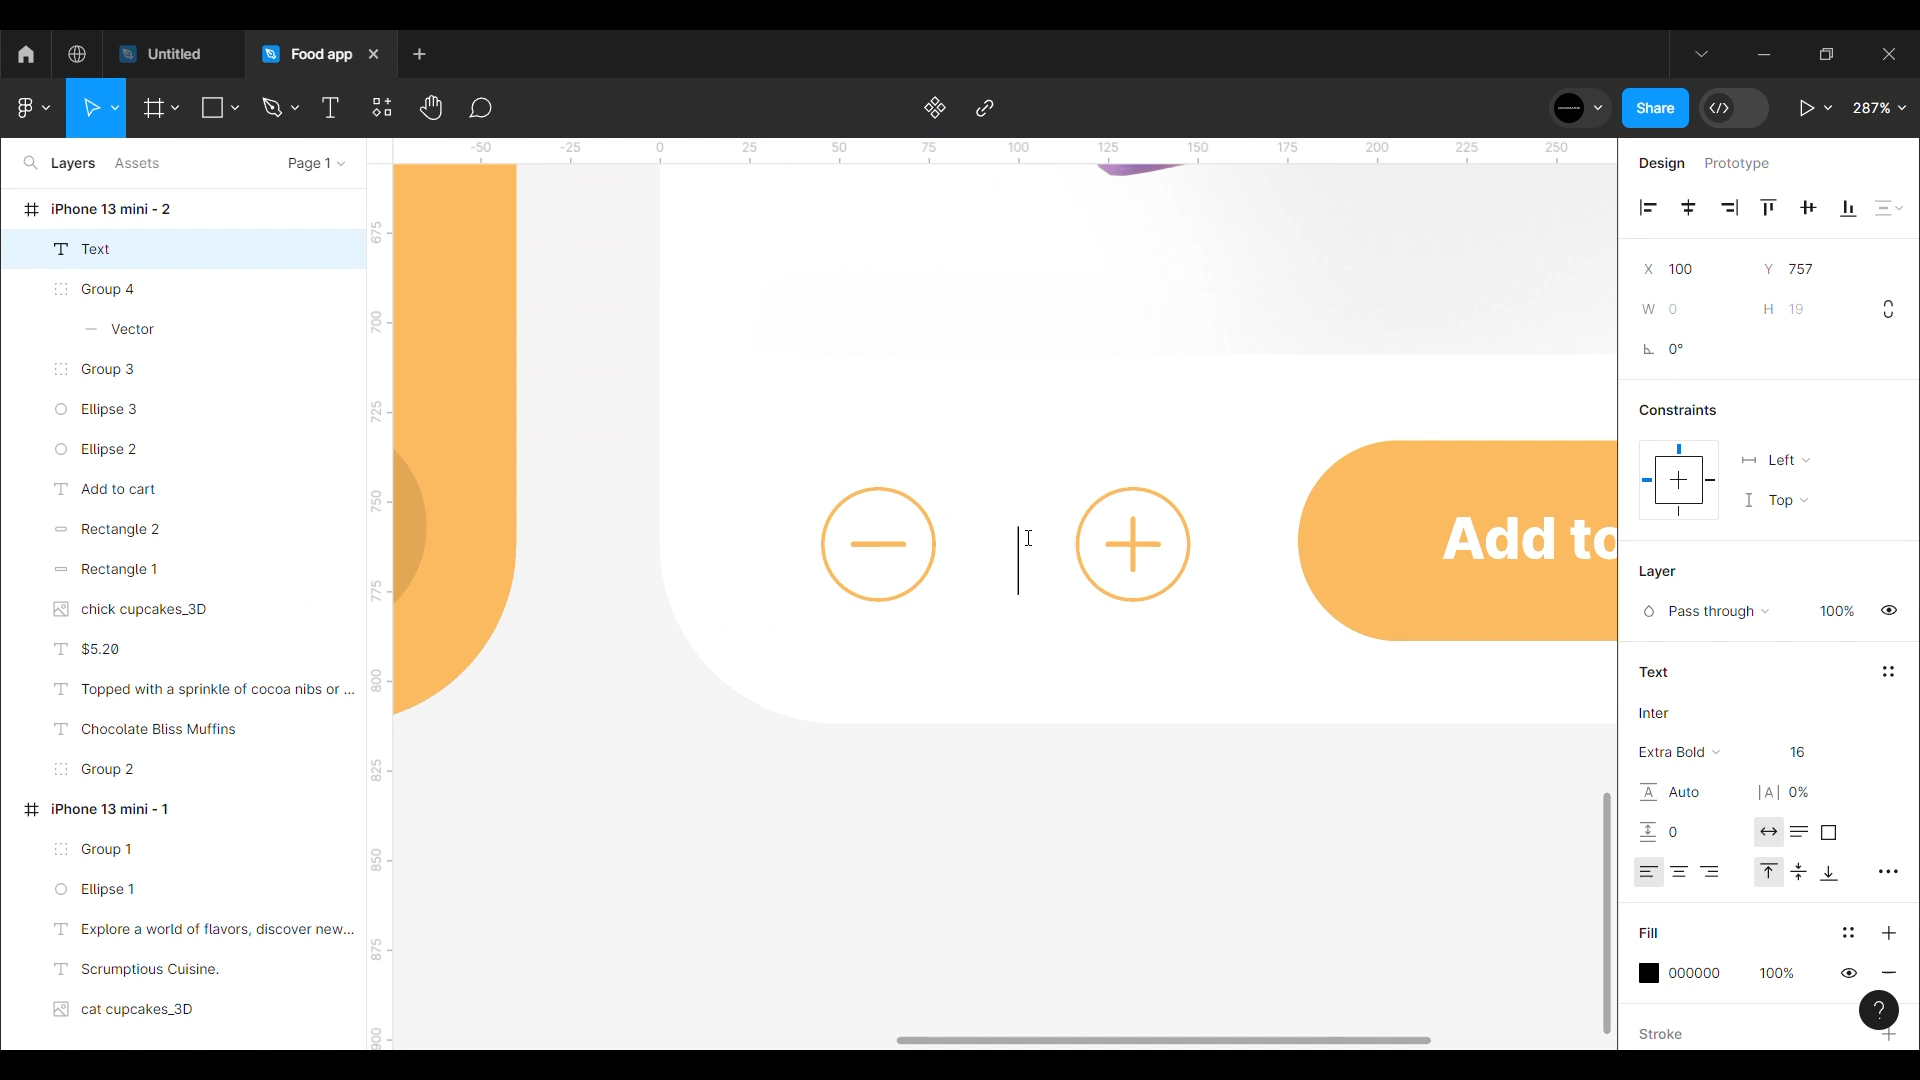 Untitled
Food app
Share
287%
Layers
Assets
Page 1
-50
-25
0
25
50
75
100
125
150
175
200
225
250
Design
Prototype
iPhone 13 mini - 2
Text
Group 4
Vector
Group 3
Ellipse 3
Ellipse 2
Add to cart
Rectangle 2
Rectangle 1
chick cupcakes_3D
$5.20
Topped with a sprinkle of cocoa nibs or ...
Chocolate Bliss Muffins
Group 2
iPhone 13 mini - 1
Group 1
Ellipse 1
Explore a world of flavors, discover new...
Scrumptious Cuisine.
cat cupcakes_3D
675
700
725
750
775
800
825
850
875
900
Add to
X 100
Y 757
W 0
H 19
0°
Constraints
Left
Top
Layer
Pass through
100%
Text
Inter
Extra Bold
16
Auto
|A| 0%
0
Fill
000000
100%
Stroke
?